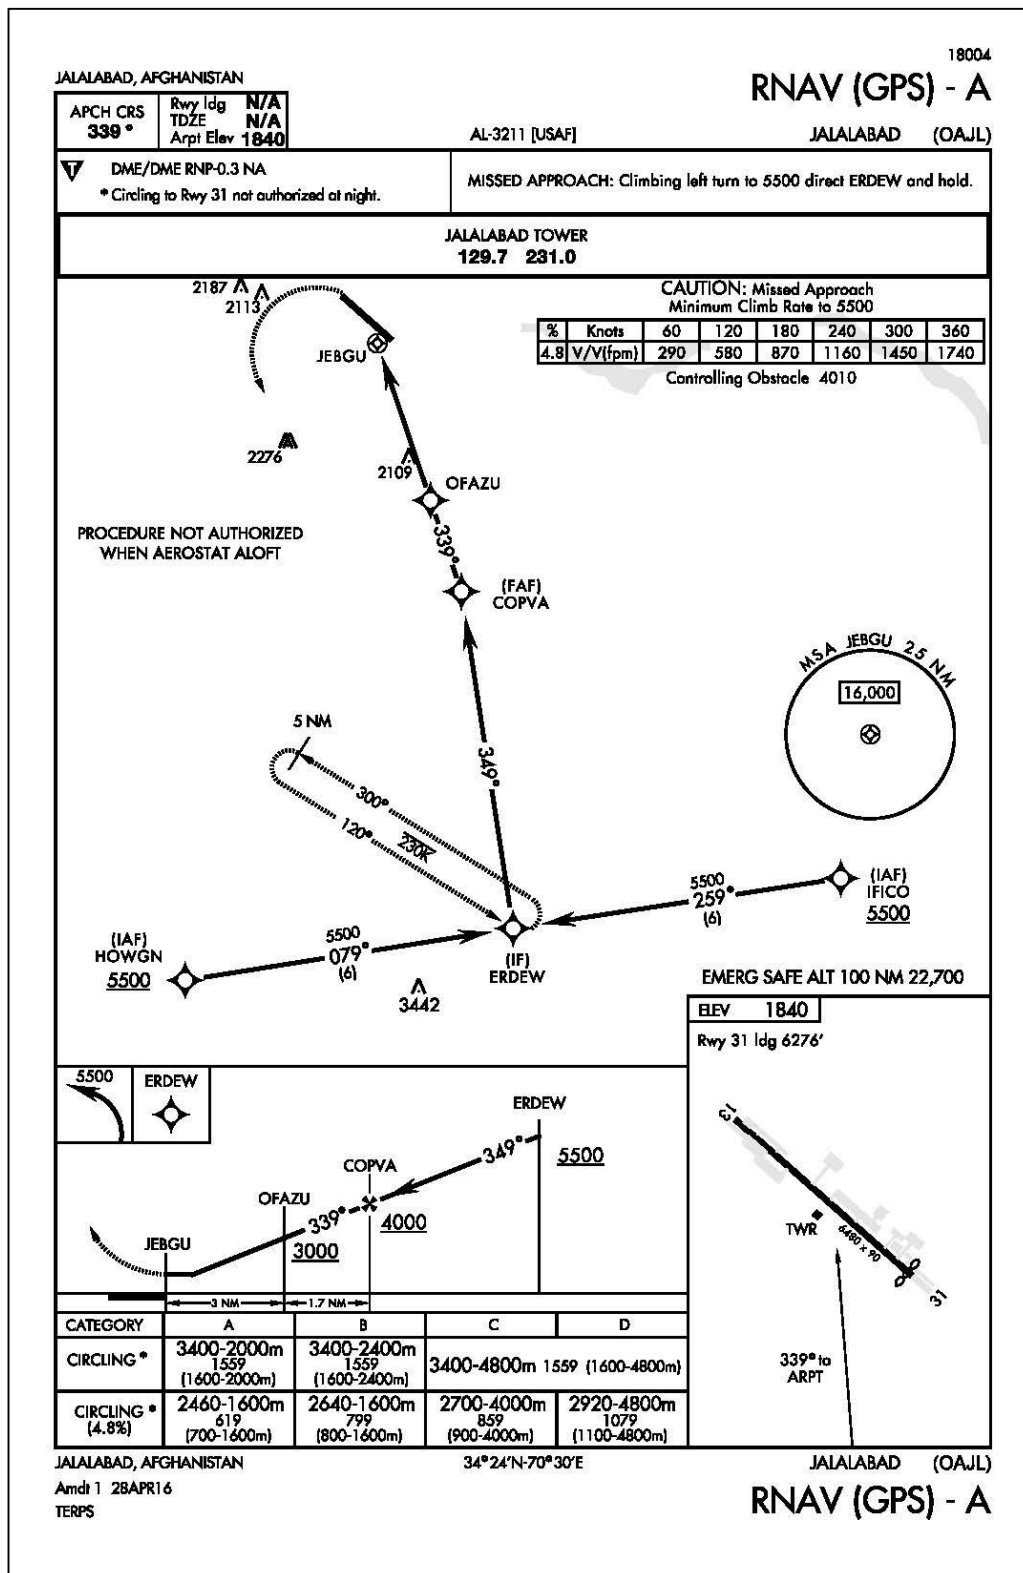 18004
JALALABAD, AFGHANISTAN
RNAV (GPS) - A
APCH CRS
339°
Rwy ldg N/A
TDZE N/A
Arpt Elev 1840
AL-3211 [USAF]
JALALABAD (OAJL)
T
DME/DME RNP-0.3 NA
* Circling to Rwy 31 not authorized at night.
MISSED APPROACH: Climbing left turn to 5500 direct ERDEW and hold.
JALALABAD TOWER
129.7 231.0
CAUTION: Missed Approach
Minimum Climb Rate to 5500
% Knots 60 120 180 240 300 360
4.8 V/V(fpm) 290 580 870 1160 1450 1740
Controlling Obstacle 4010
2187
2113
JEBGU
2276
2109
OFAZU
PROCEDURE NOT AUTHORIZED
WHEN AEROSTAT ALOFT
339°
(FAF)
COPVA
MSA JEBGU 25 NM
16,000
5 NM
349°
300°
120°
230K
5500
259°
(6)
(IAF)
IFICO
5500
(IAF)
HOWGN
5500
5500
079°
(6)
(IF)
ERDEW
3442
EMERG SAFE ALT 100 NM 22,700
ELEV 1840
Rwy 31 ldg 6276'
13
TWR
6480 x 90
31
339° to
ARPT
5500
ERDEW
ERDEW
349°
5500
COPVA
OFAZU
339°
4000
3000
JEBGU
3 NM
1.7 NM
CATEGORY A B C D
CIRCLING *
3400-2000m
1559
(1600-2000m)
3400-2400m
1559
(1600-2400m)
3400-4800m 1559 (1600-4800m)
CIRCLING *
(4.8%)
2460-1600m
619
(700-1600m)
2640-1600m
799
(800-1600m)
2700-4000m
859
(900-4000m)
2920-4800m
1079
(1100-4800m)
JALALABAD, AFGHANISTAN
34°24'N-70°30'E
JALALABAD (OAJL)
Amdt 1 28APR16
TERPS
RNAV (GPS) - A